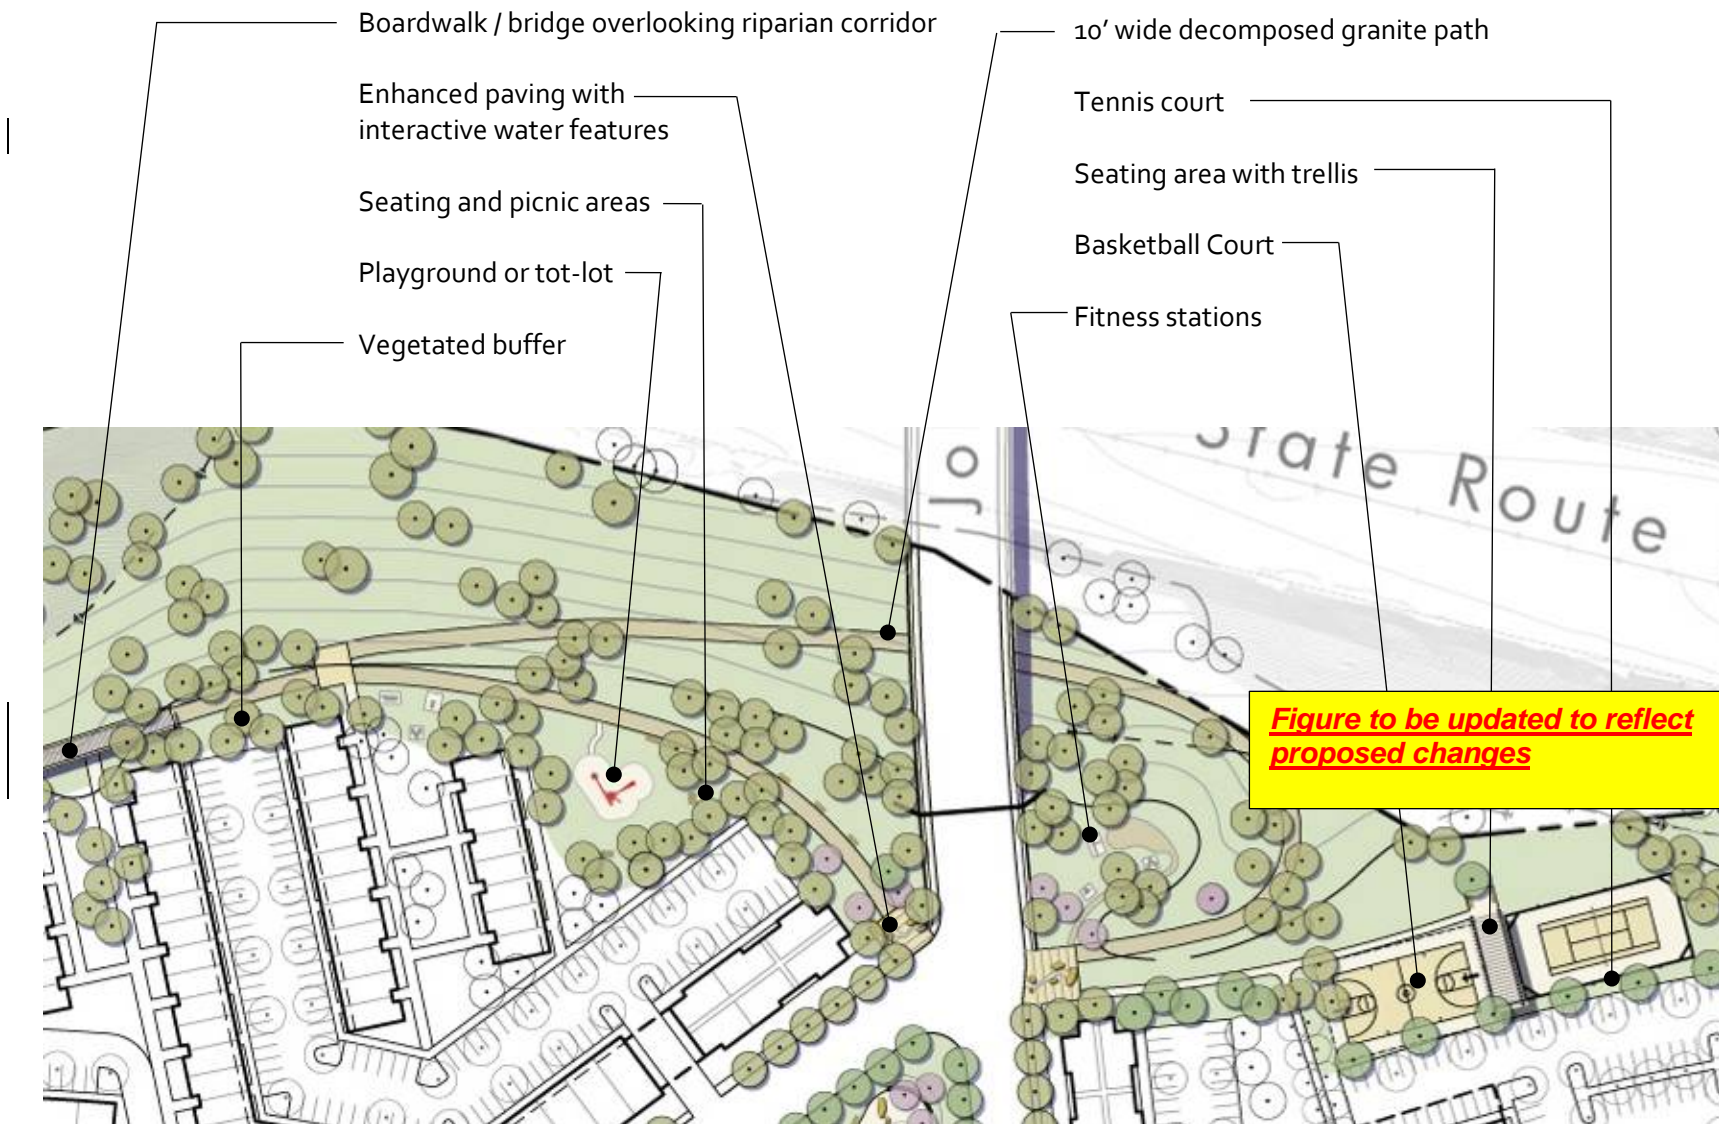 Boardwalk / bridge overlooking riparian corridor
Enhanced paving with
interactive water features
Seating and picnic areas
Playground or tot-lot
Vegetated buffer
10' wide decomposed granite path
Tennis court
Seating area with trellis
Basketball Court
Fitness stations
Jo
State Route
Figure to be updated to reflect
proposed changes